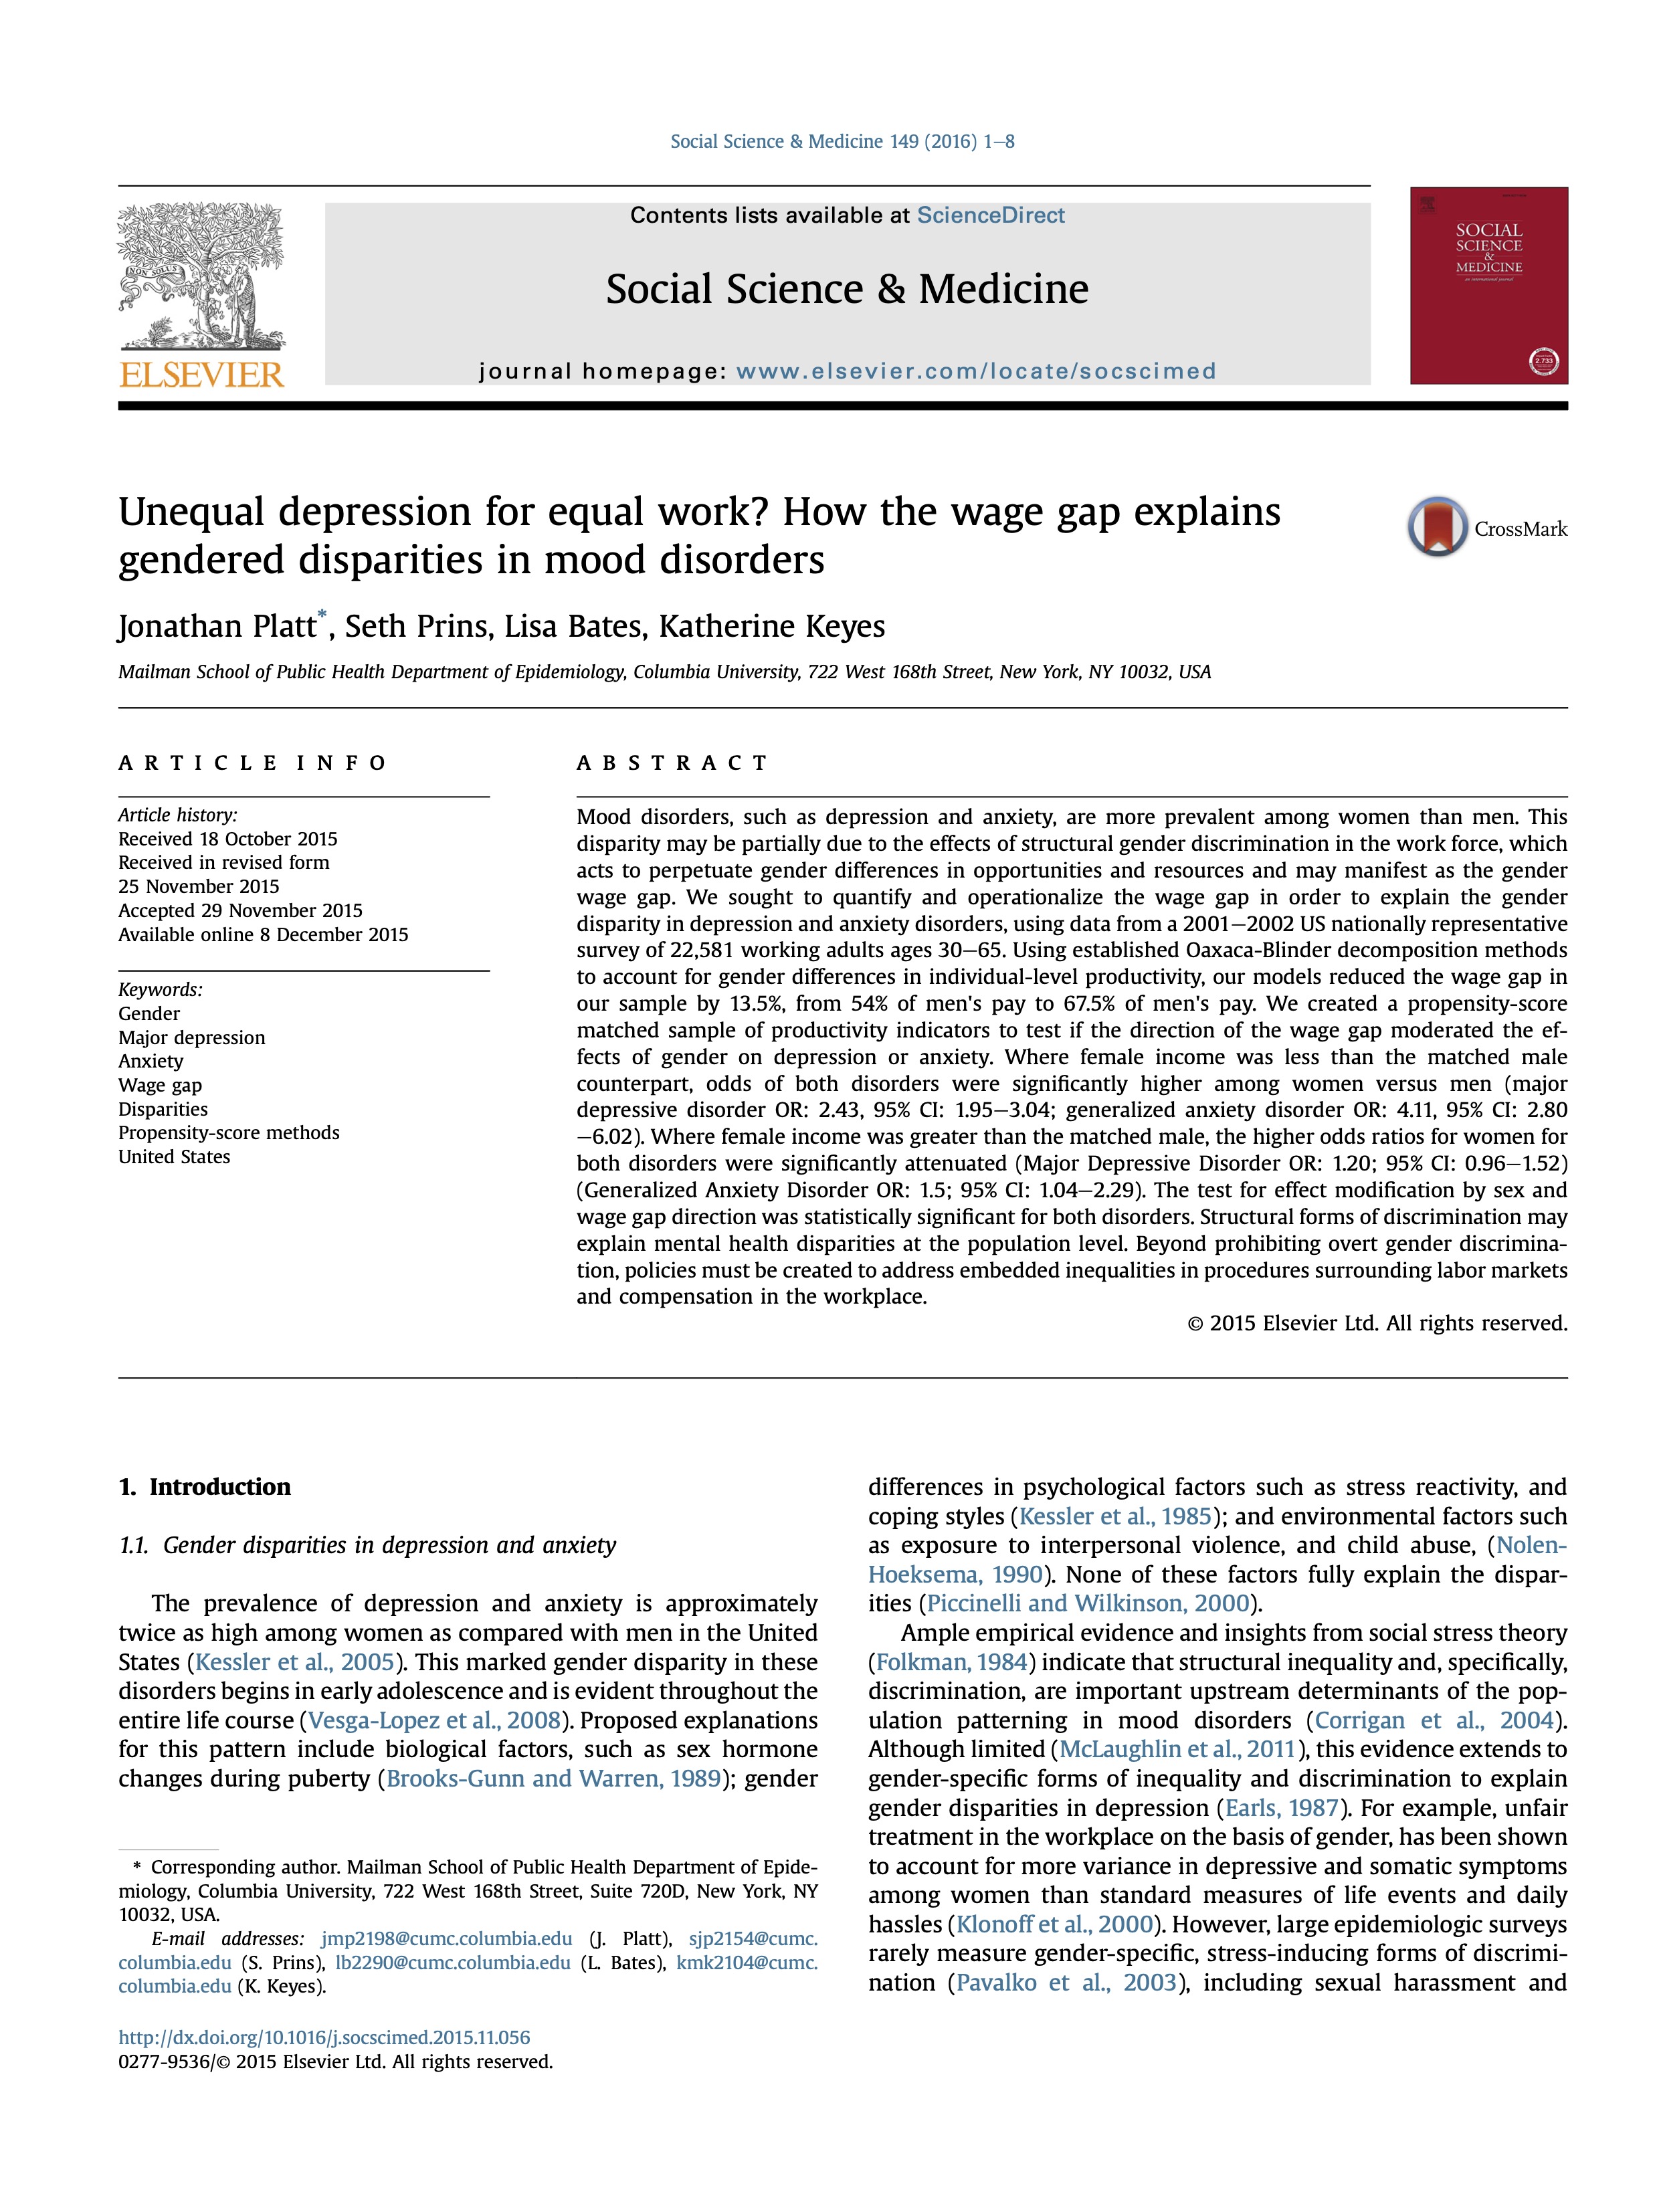 Social Science & Medicine 149 (2016) 1–8
Contents lists available at ScienceDirect
Social Science & Medicine
journal homepage: www.elsevier.com/locate/socscimed
NON SOLUS
ELSEVIER
SOCIAL
SCIENCE
&
MEDICINE
an international journal
2.733
Unequal depression for equal work? How the wage gap explains
gendered disparities in mood disorders
CrossMark
Jonathan Platt*, Seth Prins, Lisa Bates, Katherine Keyes
Mailman School of Public Health Department of Epidemiology, Columbia University, 722 West 168th Street, New York, NY 10032, USA
ARTICLE INFO
Article history:
Received 18 October 2015
Received in revised form
25 November 2015
Accepted 29 November 2015
Available online 8 December 2015
Keywords:
Gender
Major depression
Anxiety
Wage gap
Disparities
Propensity-score methods
United States
ABSTRACT
Mood disorders, such as depression and anxiety, are more prevalent among women than men. This
disparity may be partially due to the effects of structural gender discrimination in the work force, which
acts to perpetuate gender differences in opportunities and resources and may manifest as the gender
wage gap. We sought to quantify and operationalize the wage gap in order to explain the gender
disparity in depression and anxiety disorders, using data from a 2001–2002 US nationally representative
survey of 22,581 working adults ages 30–65. Using established Oaxaca-Blinder decomposition methods
to account for gender differences in individual-level productivity, our models reduced the wage gap in
our sample by 13.5%, from 54% of men's pay to 67.5% of men's pay. We created a propensity-score
matched sample of productivity indicators to test if the direction of the wage gap moderated the ef-
fects of gender on depression or anxiety. Where female income was less than the matched male
counterpart, odds of both disorders were significantly higher among women versus men (major
depressive disorder OR: 2.43, 95% CI: 1.95–3.04; generalized anxiety disorder OR: 4.11, 95% CI: 2.80
–6.02). Where female income was greater than the matched male, the higher odds ratios for women for
both disorders were significantly attenuated (Major Depressive Disorder OR: 1.20; 95% CI: 0.96–1.52)
(Generalized Anxiety Disorder OR: 1.5; 95% CI: 1.04–2.29). The test for effect modification by sex and
wage gap direction was statistically significant for both disorders. Structural forms of discrimination may
explain mental health disparities at the population level. Beyond prohibiting overt gender discrimina-
tion, policies must be created to address embedded inequalities in procedures surrounding labor markets
and compensation in the workplace.
© 2015 Elsevier Ltd. All rights reserved.
1. Introduction
1.1. Gender disparities in depression and anxiety
The prevalence of depression and anxiety is approximately
twice as high among women as compared with men in the United
States (Kessler et al., 2005). This marked gender disparity in these
disorders begins in early adolescence and is evident throughout the
entire life course (Vesga-Lopez et al., 2008). Proposed explanations
for this pattern include biological factors, such as sex hormone
changes during puberty (Brooks-Gunn and Warren, 1989); gender
* Corresponding author. Mailman School of Public Health Department of Epide-
miology, Columbia University, 722 West 168th Street, Suite 720D, New York, NY
10032, USA.
E-mail addresses: jmp2198@cumc.columbia.edu (J. Platt), sjp2154@cumc.
columbia.edu (S. Prins), lb2290@cumc.columbia.edu (L. Bates), kmk2104@cumc.
columbia.edu (K. Keyes).
differences in psychological factors such as stress reactivity, and
coping styles (Kessler et al., 1985); and environmental factors such
as exposure to interpersonal violence, and child abuse, (Nolen-
Hoeksema, 1990). None of these factors fully explain the dispar-
ities (Piccinelli and Wilkinson, 2000).
Ample empirical evidence and insights from social stress theory
(Folkman, 1984) indicate that structural inequality and, specifically,
discrimination, are important upstream determinants of the pop-
ulation patterning in mood disorders (Corrigan et al., 2004).
Although limited (McLaughlin et al., 2011), this evidence extends to
gender-specific forms of inequality and discrimination to explain
gender disparities in depression (Earls, 1987). For example, unfair
treatment in the workplace on the basis of gender, has been shown
to account for more variance in depressive and somatic symptoms
among women than standard measures of life events and daily
hassles (Klonoff et al., 2000). However, large epidemiologic surveys
rarely measure gender-specific, stress-inducing forms of discrimi-
nation (Pavalko et al., 2003), including sexual harassment and
http://dx.doi.org/10.1016/j.socscimed.2015.11.056
0277-9536/© 2015 Elsevier Ltd. All rights reserved.